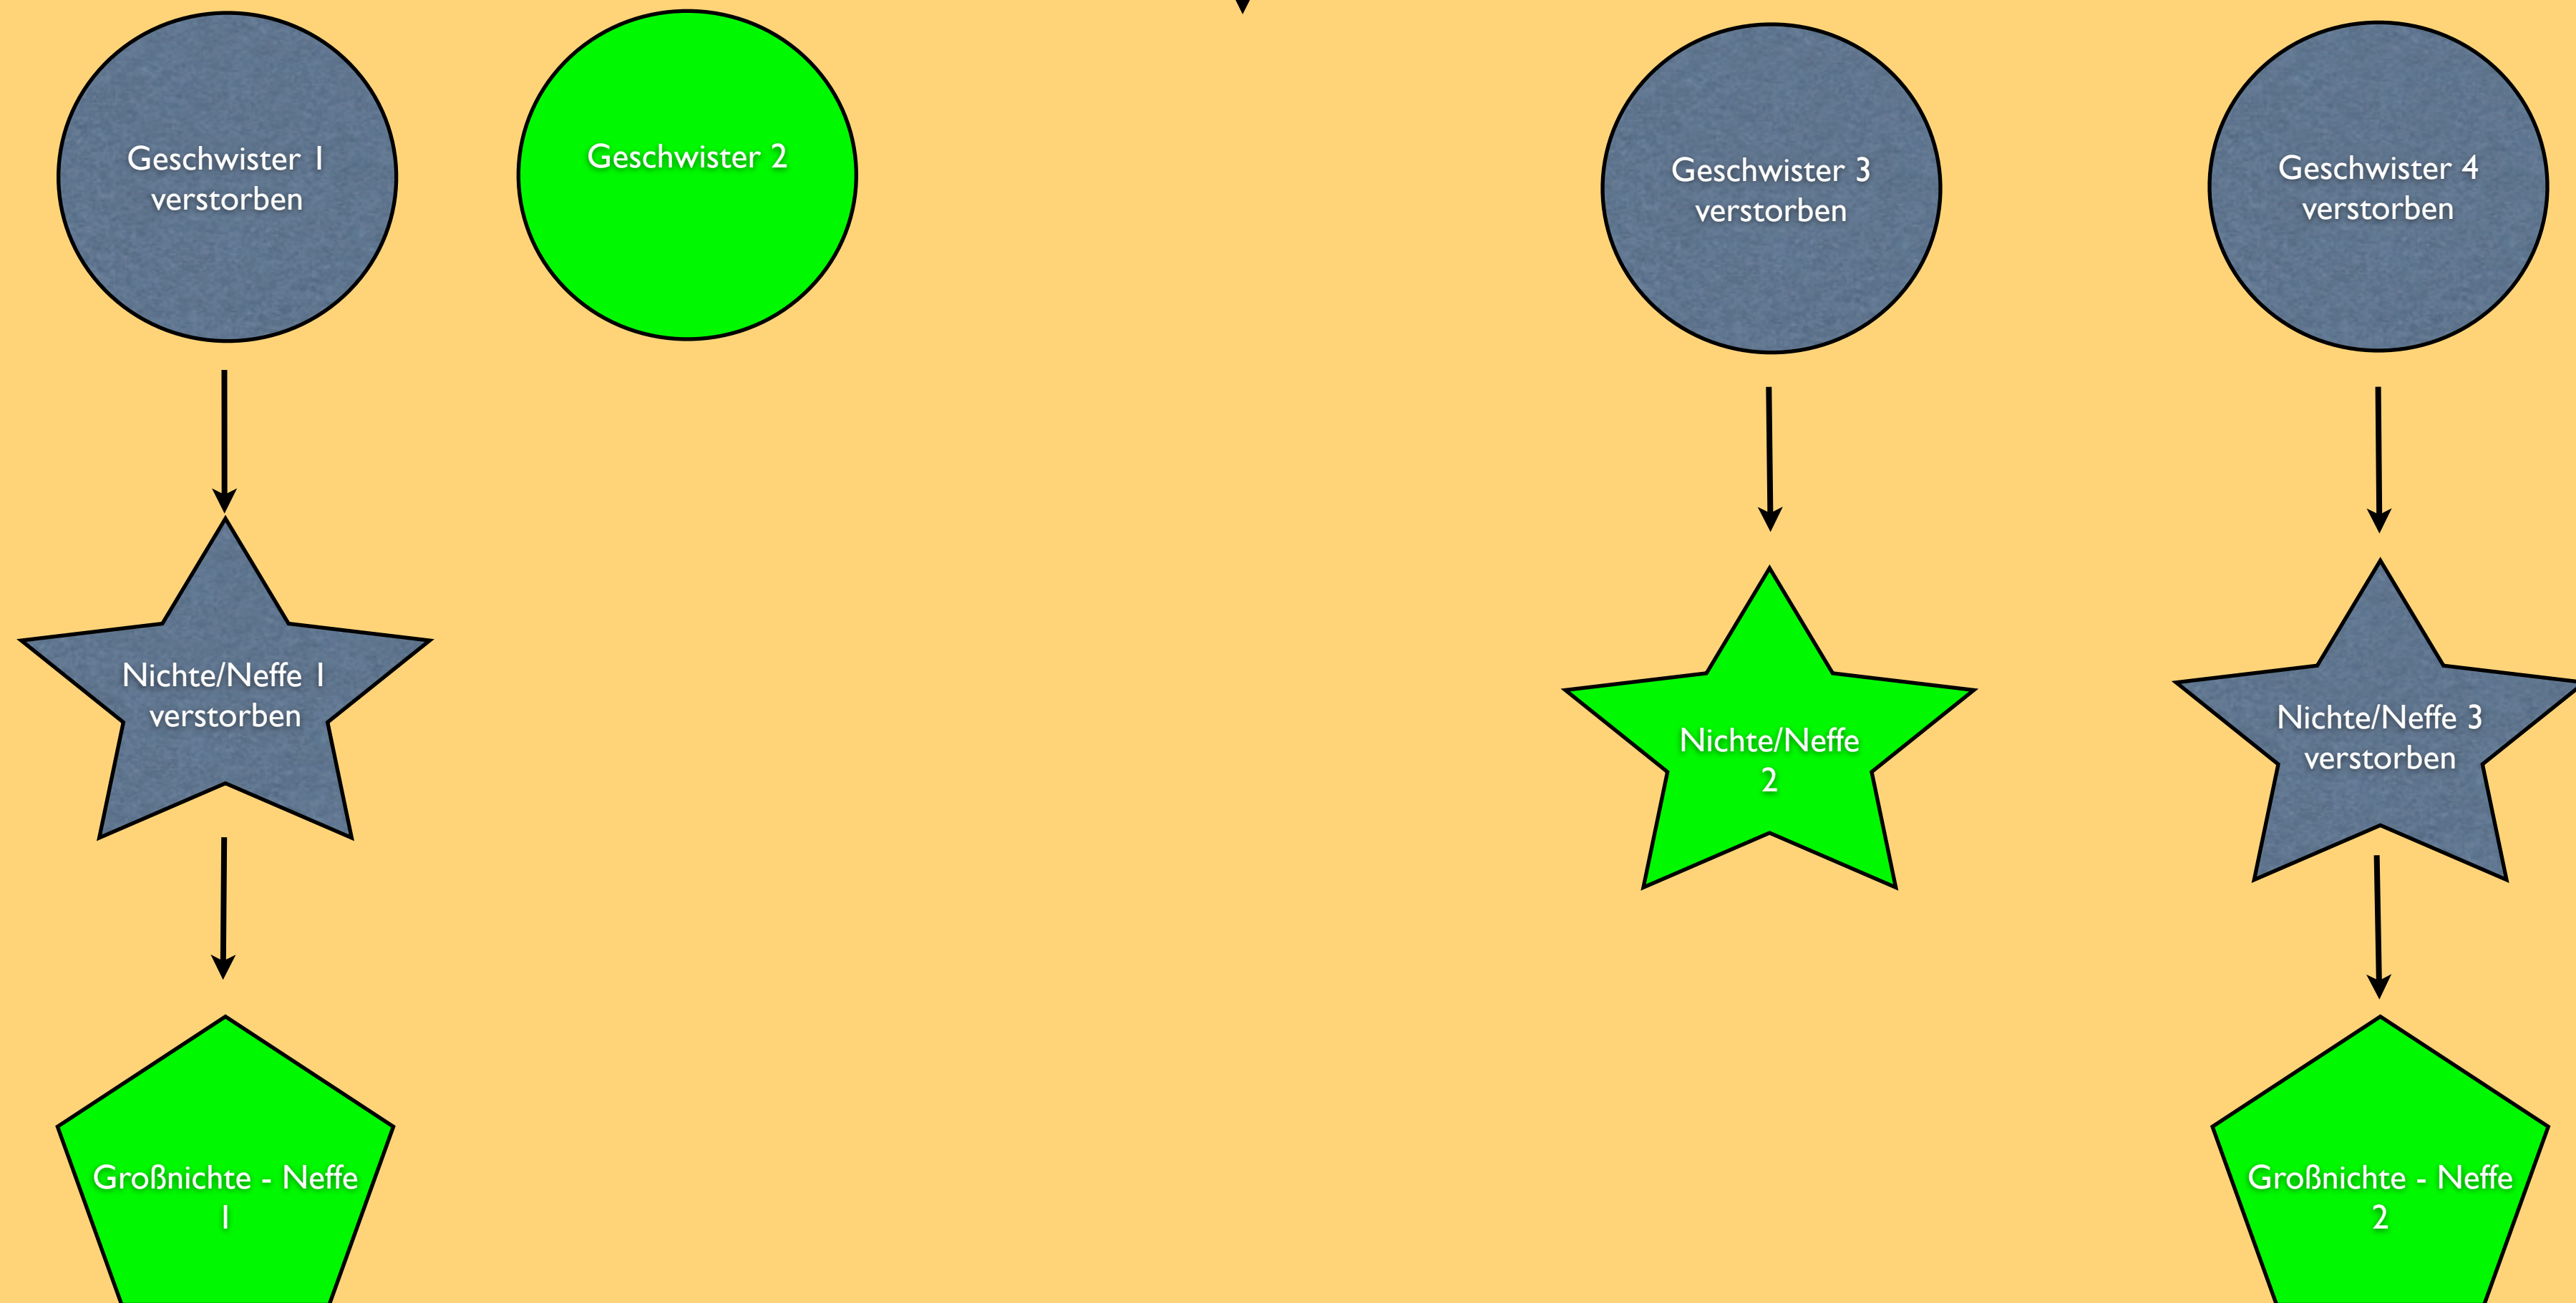 Geschwister 1
verstorben
Geschwister 2
Geschwister 3
verstorben
Geschwister 4
verstorben
Nichte/Neffe 1
verstorben
Nichte/Neffe
2
Nichte/Neffe 3
verstorben
Großnichte - Neffe
1
Großnichte - Neffe
2